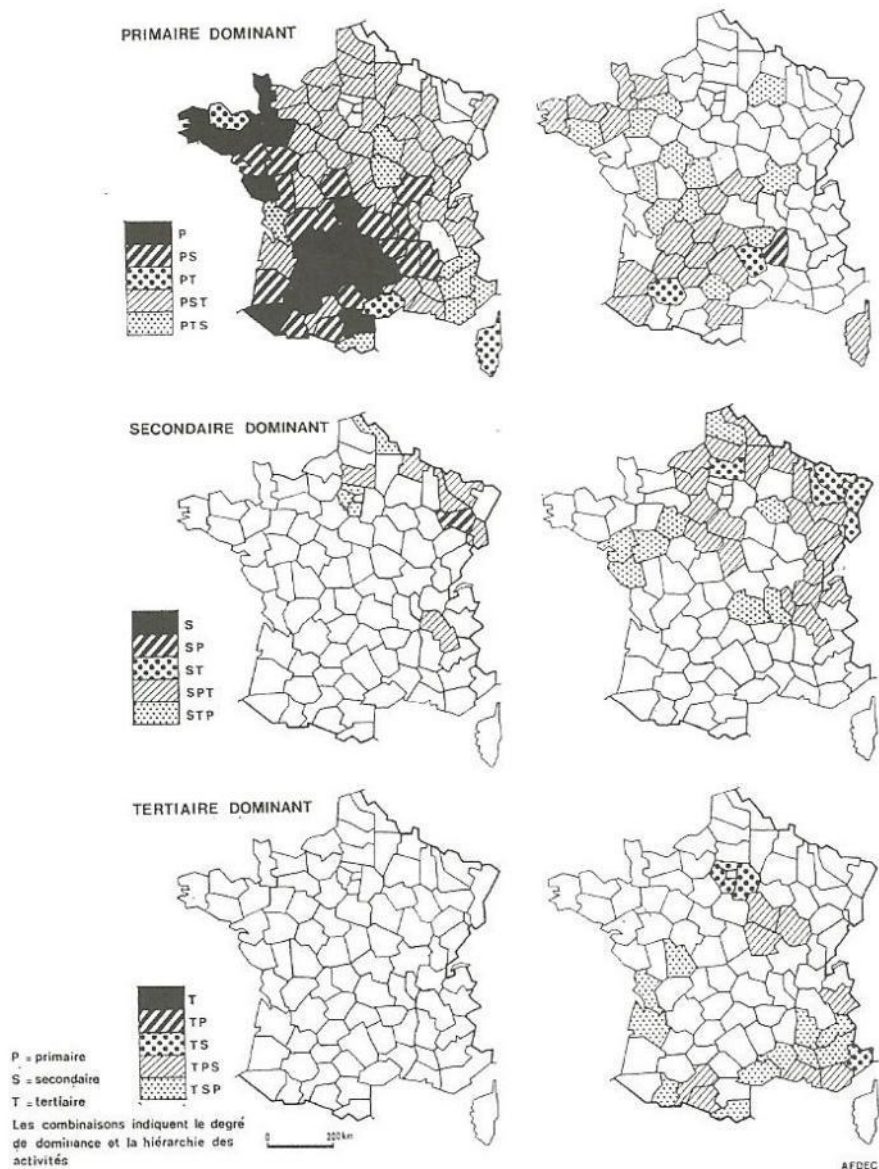 PRIMAIRE DOMINANT
P
PS
PT
PST
PTS
SECONDAIRE DOMINANT
S
SP
ST
SPT
STP
TERTIAIRE DOMINANT
T
TP
TS
TPS
TSP
P = primaire
S = secondaire
T = tertiaire
Les combinaisons indiquent le degré
de dominance et la hiérarchie des
activités
0 200km
AFDEC